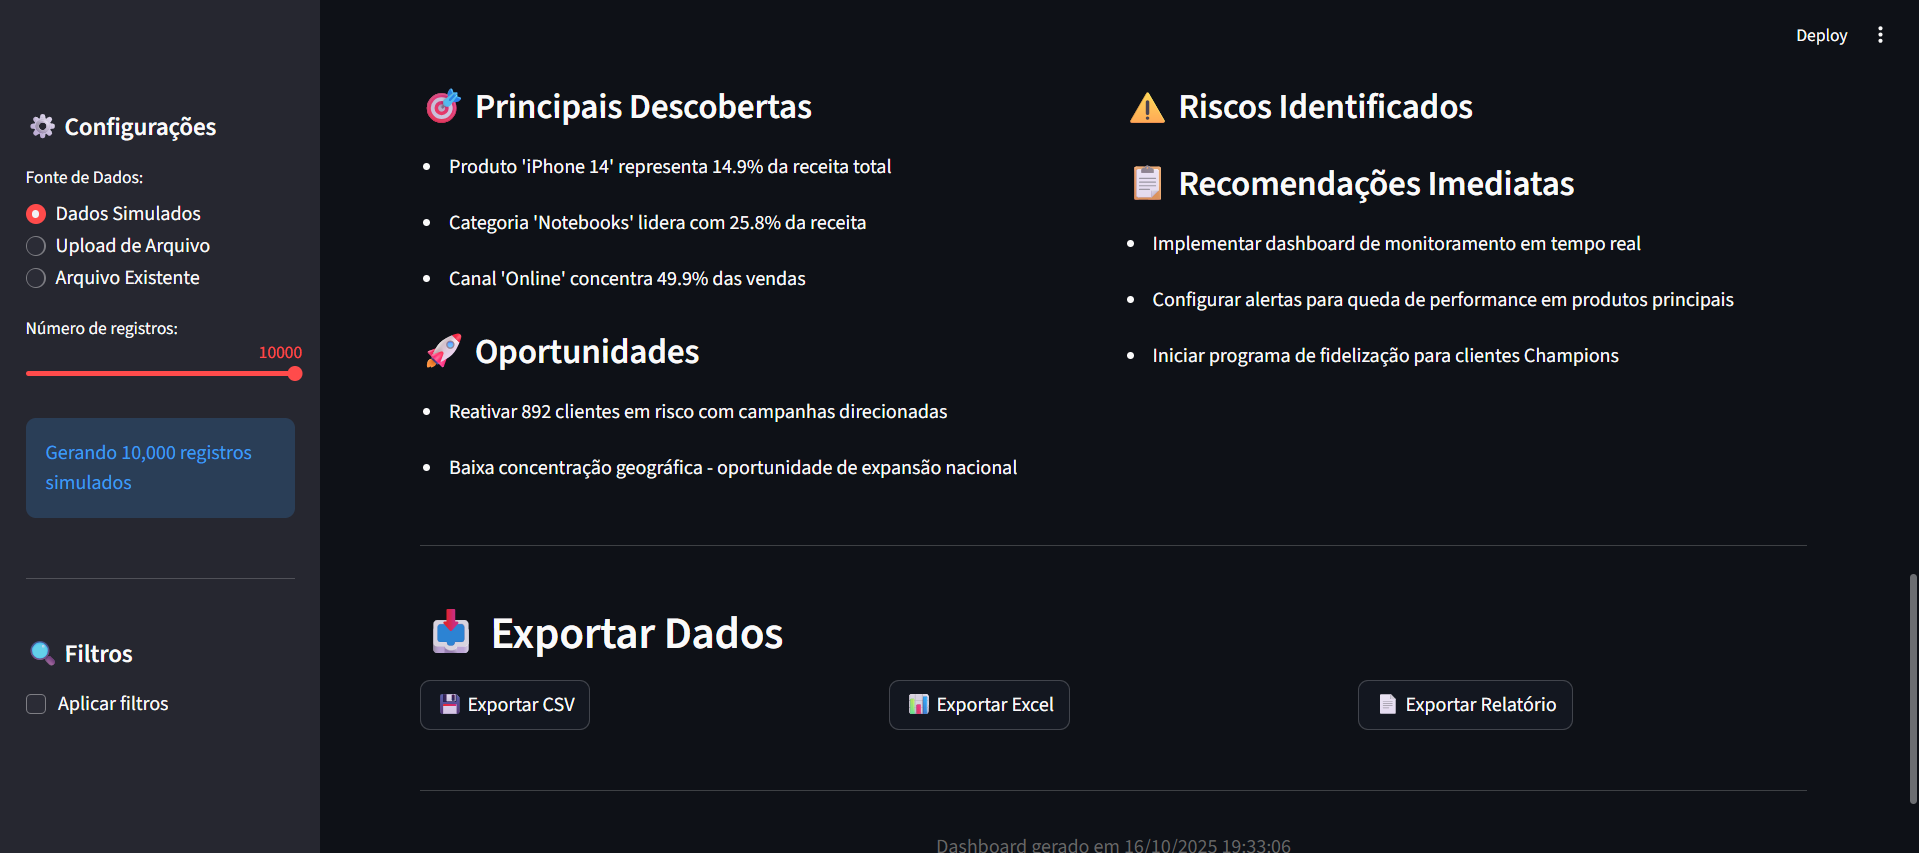 Deploy
Configurações
Fonte de Dados:
Dados Simulados
Upload de Arquivo
Arquivo Existente
Número de registros:
10000
Gerando 10,000 registros
simulados
Filtros
Aplicar filtros
Principais Descobertas
Produto 'iPhone 14' representa 14.9% da receita total
Categoria 'Notebooks' lidera com 25.8% da receita
Canal 'Online' concentra 49.9% das vendas
Oportunidades
Reativar 892 clientes em risco com campanhas direcionadas
Baixa concentração geográfica - oportunidade de expansão nacional
Riscos Identificados
Recomendações Imediatas
Implementar dashboard de monitoramento em tempo real
Configurar alertas para queda de performance em produtos principais
Iniciar programa de fidelização para clientes Champions
Exportar Dados
Exportar CSV
Exportar Excel
Exportar Relatório
Dashboard gerado em 16/10/2025 19:33:06